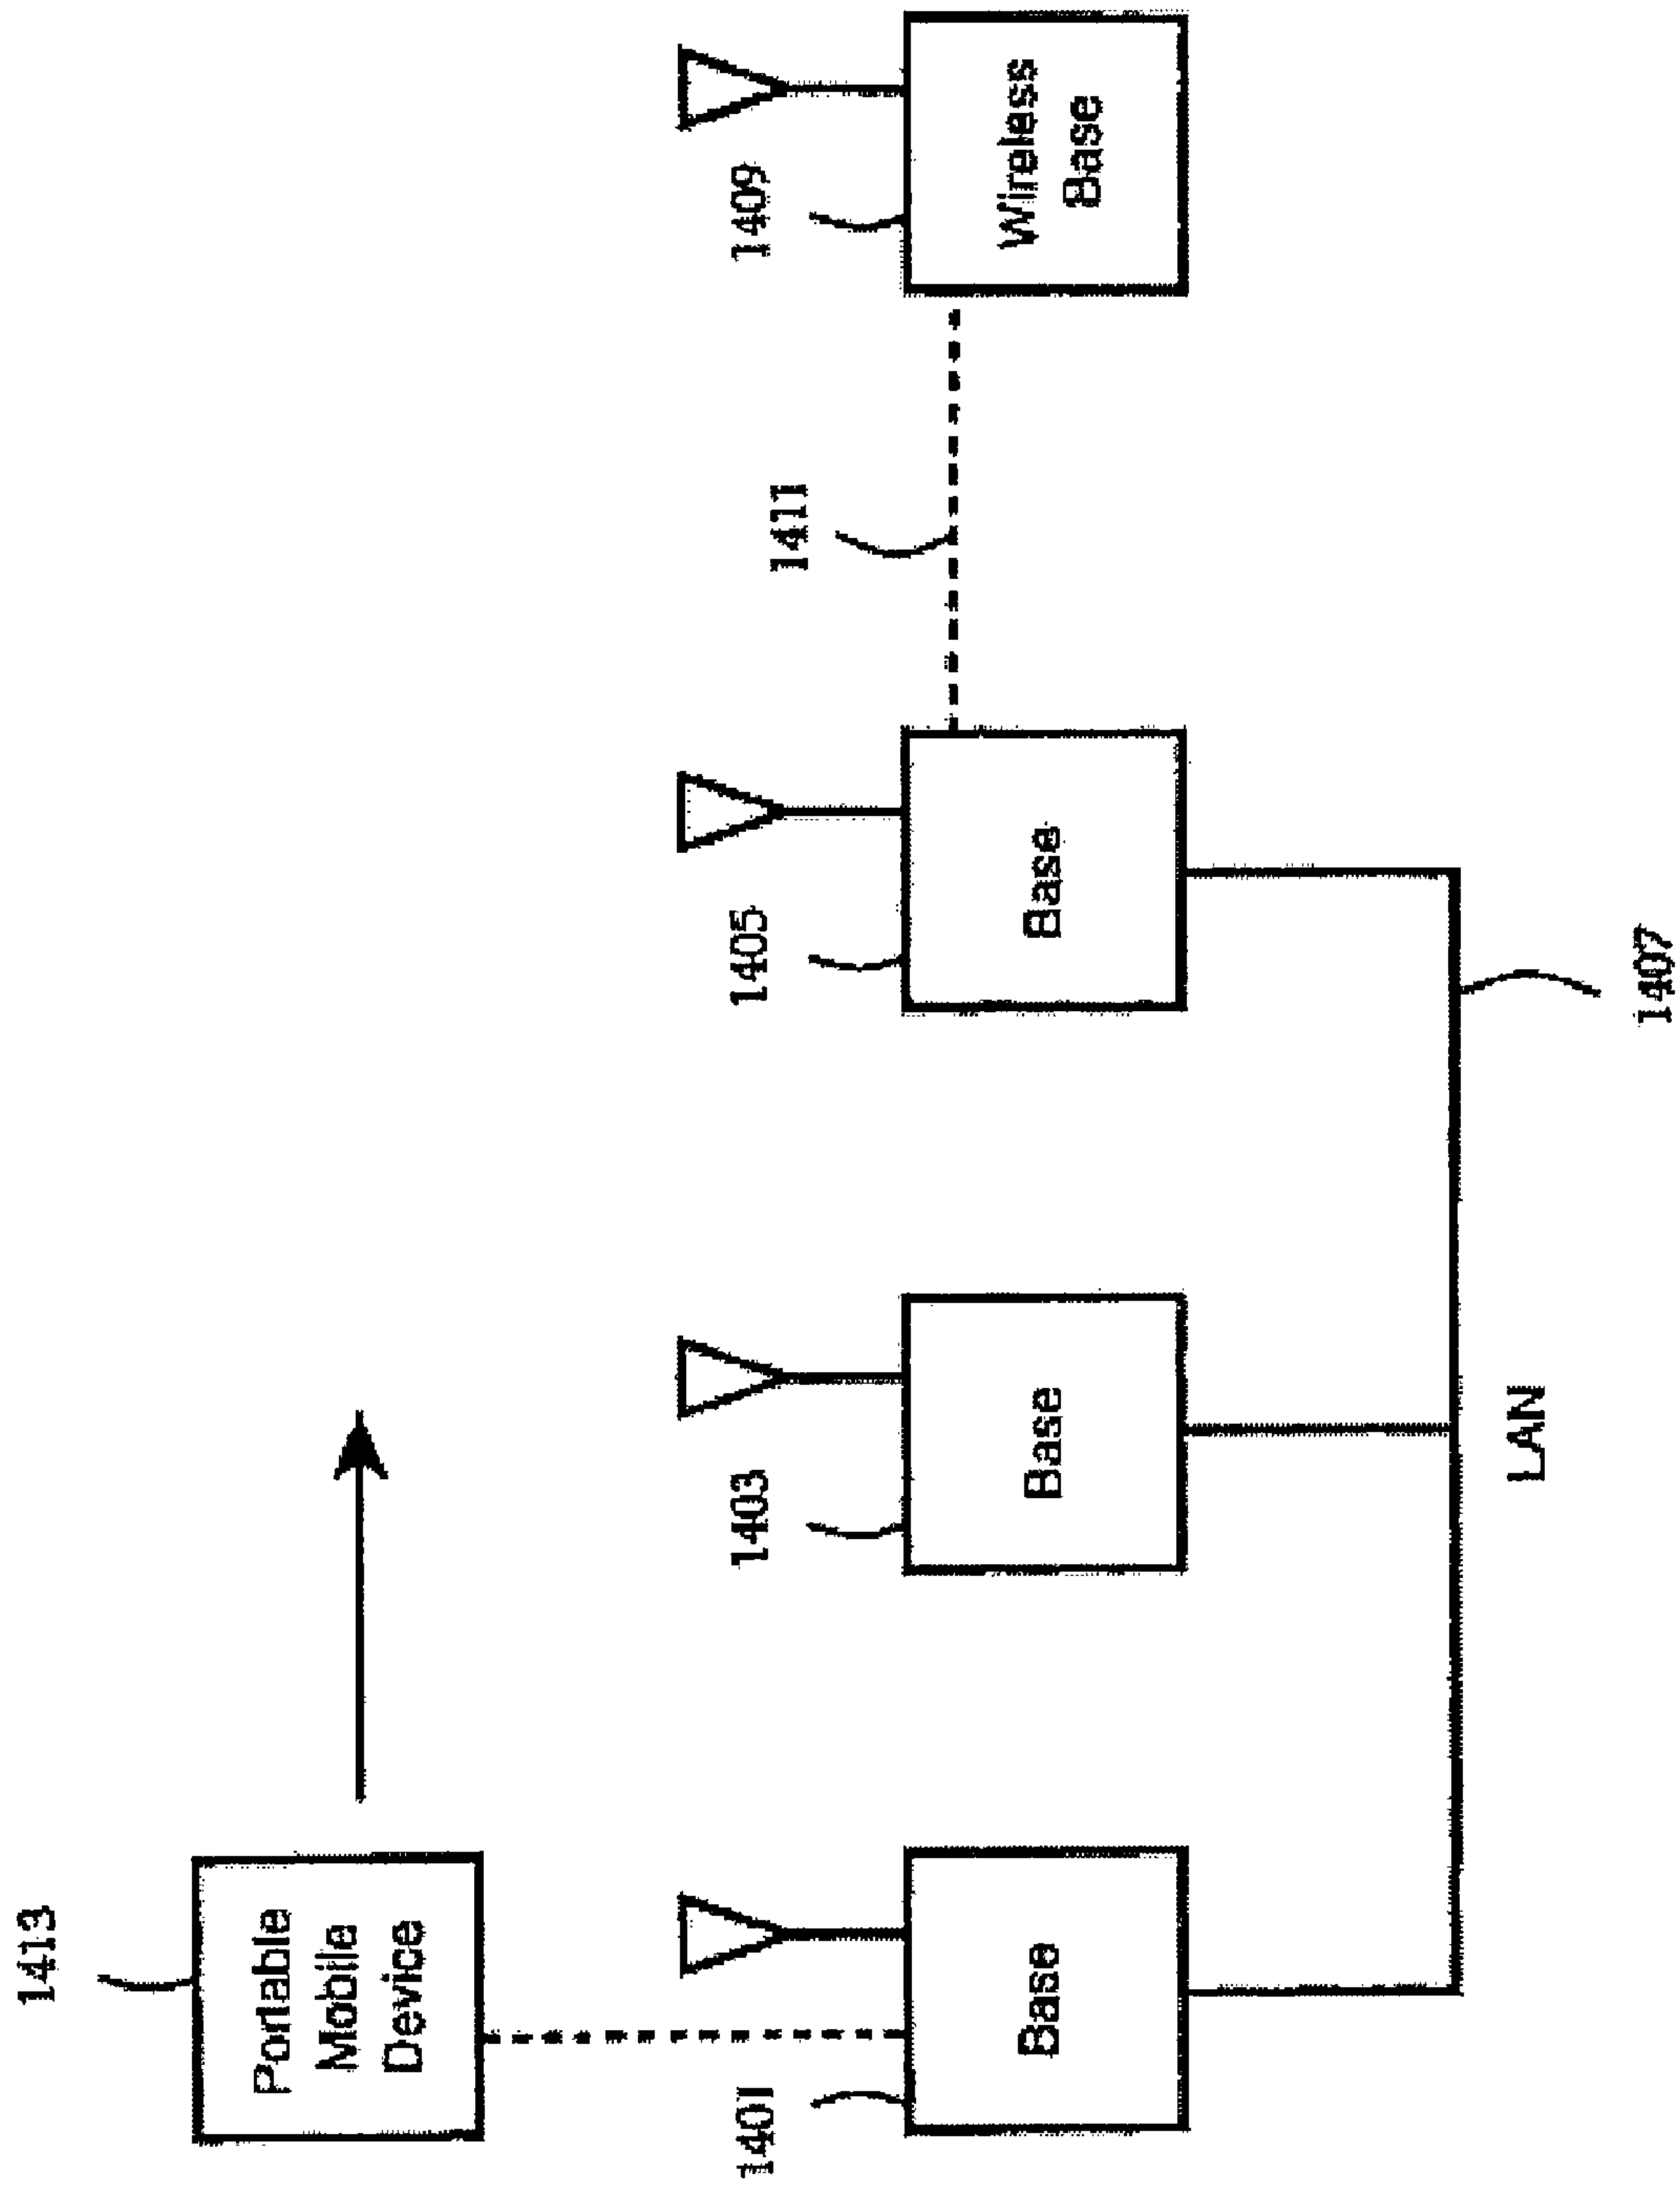 1413
Portable
Mobile
Device
1401
Base
1403
Base
1405
Base
1411
1409
Wireless
Base
LAN
1407